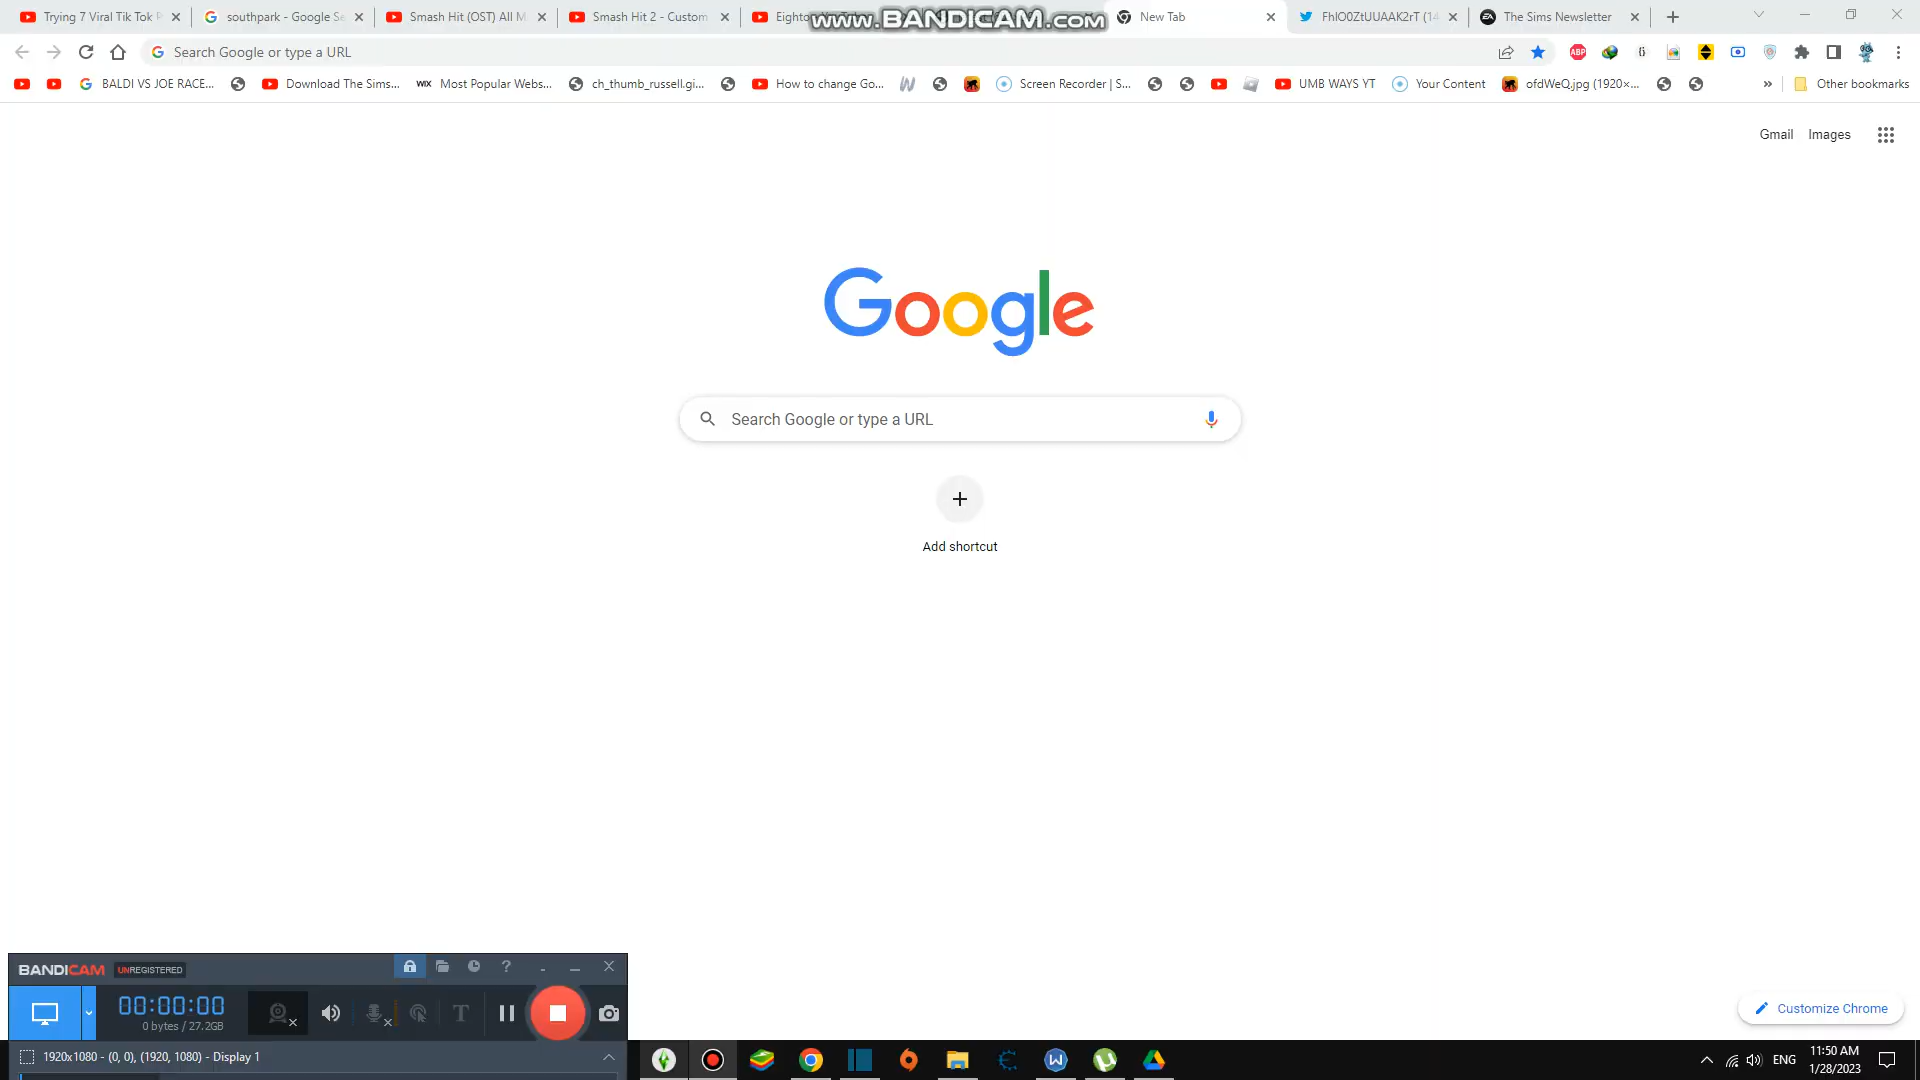 Trying 7 Viral Tik Tok
southpark - Google Se
Smash Hit (OST) All M
Smash Hit 2 - Custom
www.BANDICAM.com
New Tab
FhIO0ZtUUAAK2rT (14
The Sims Newsletter
Search Google or type a URL
BALDI VS JOE RACE...
Download The Sims...
WIX
Most Popular Webs...
ch_thumb_russell.gi...
How to change Go...
Screen Recorder | S...
UMB WAYS YT
Your Content
ofdWeQ.jpg (1920×...
»
Other bookmarks
Gmail
Images
Google
Search Google or type a URL
Add shortcut
BANDICAM
UNREGISTERED
00:00:00
0 bytes / 27.2GB
1920x1080 - (0, 0), (1920, 1080) - Display 1
Customize Chrome
ENG
11:50 AM
1/28/2023